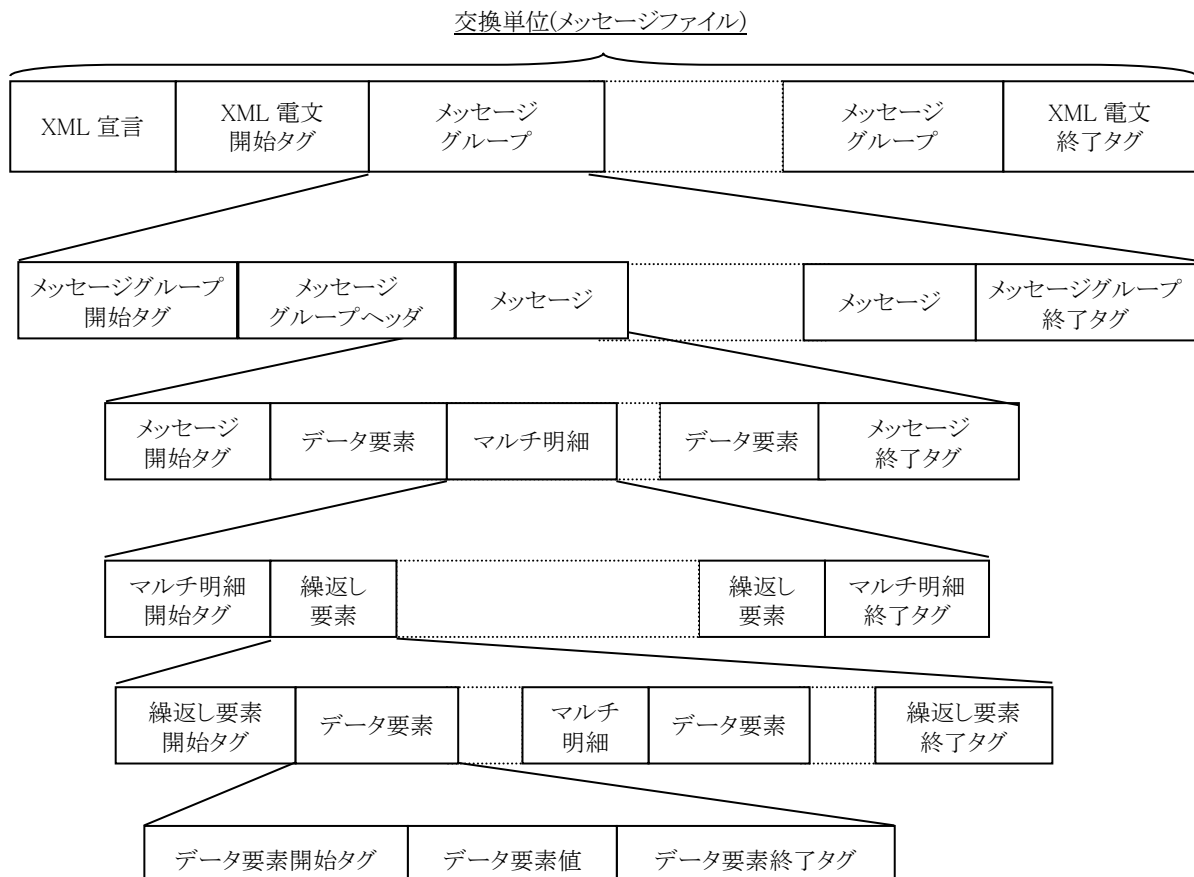 交換単位(メッセージファイル)
XML 宣言
XML 電文
開始タグ
メッセージ
グループ
メッセージ
グループ
XML 電文
終了タグ
メッセージグループ
開始タグ
メッセージ
グループヘッダ
メッセージ
メッセージ
メッセージグループ
終了タグ
メッセージ
開始タグ
データ要素
マルチ明細
データ要素
メッセージ
終了タグ
マルチ明細
開始タグ
繰返し
要素
繰返し
要素
マルチ明細
終了タグ
繰返し要素
開始タグ
データ要素
マルチ
明細
データ要素
繰返し要素
終了タグ
データ要素開始タグ
データ要素値
データ要素終了タグ